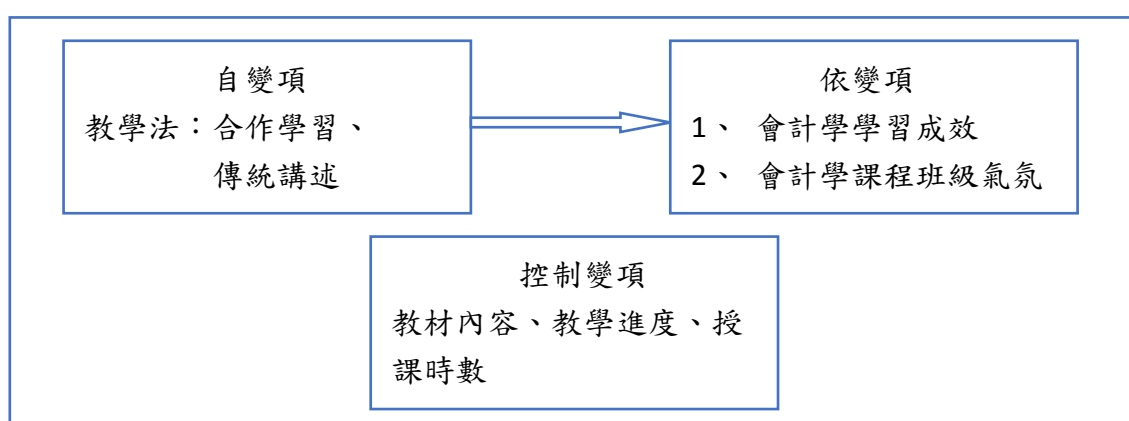 自變項
教學法：合作學習、
傳統講述
依變項
1、 會計學學習成效
2、 會計學課程班級氣氛
控制變項
教材內容、教學進度、授
課時數